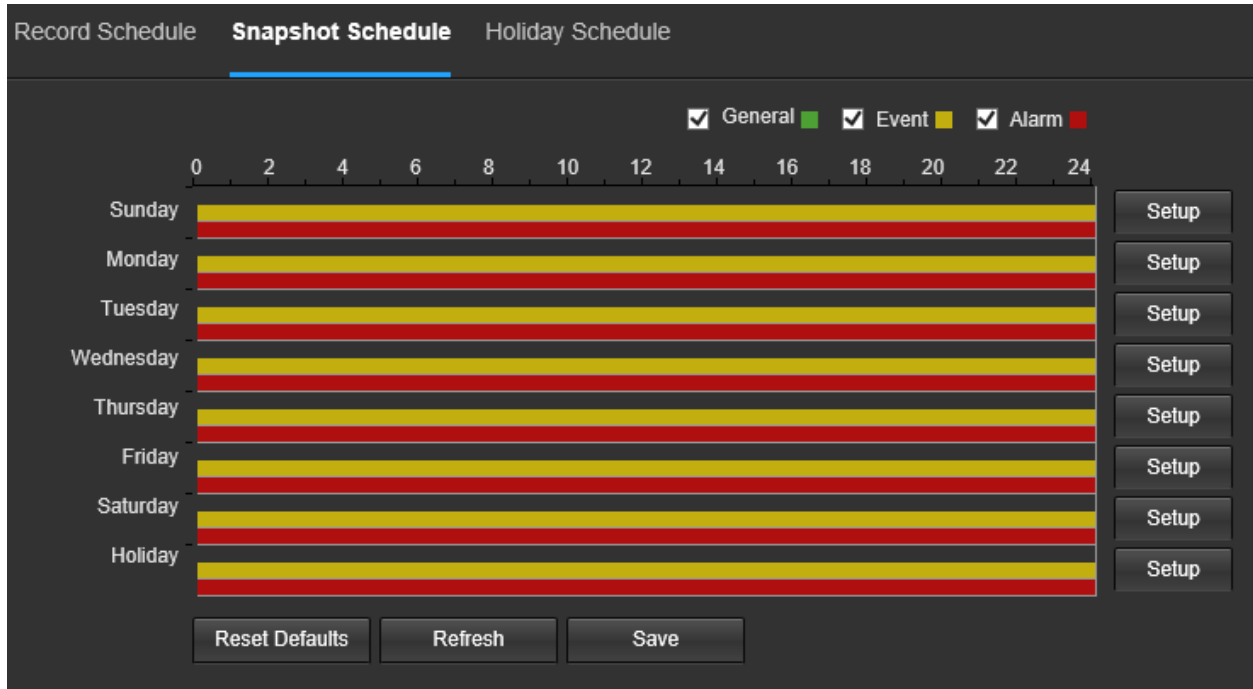 Record Schedule Snapshot Schedule Holiday Schedule
General Event Alarm
0 2 4 6 8 10 12 14 16 18 20 22 24
Sunday Setup
Monday Setup
Tuesday Setup
Wednesday Setup
Thursday Setup
Friday Setup
Saturday Setup
Holiday Setup
Reset Defaults Refresh Save